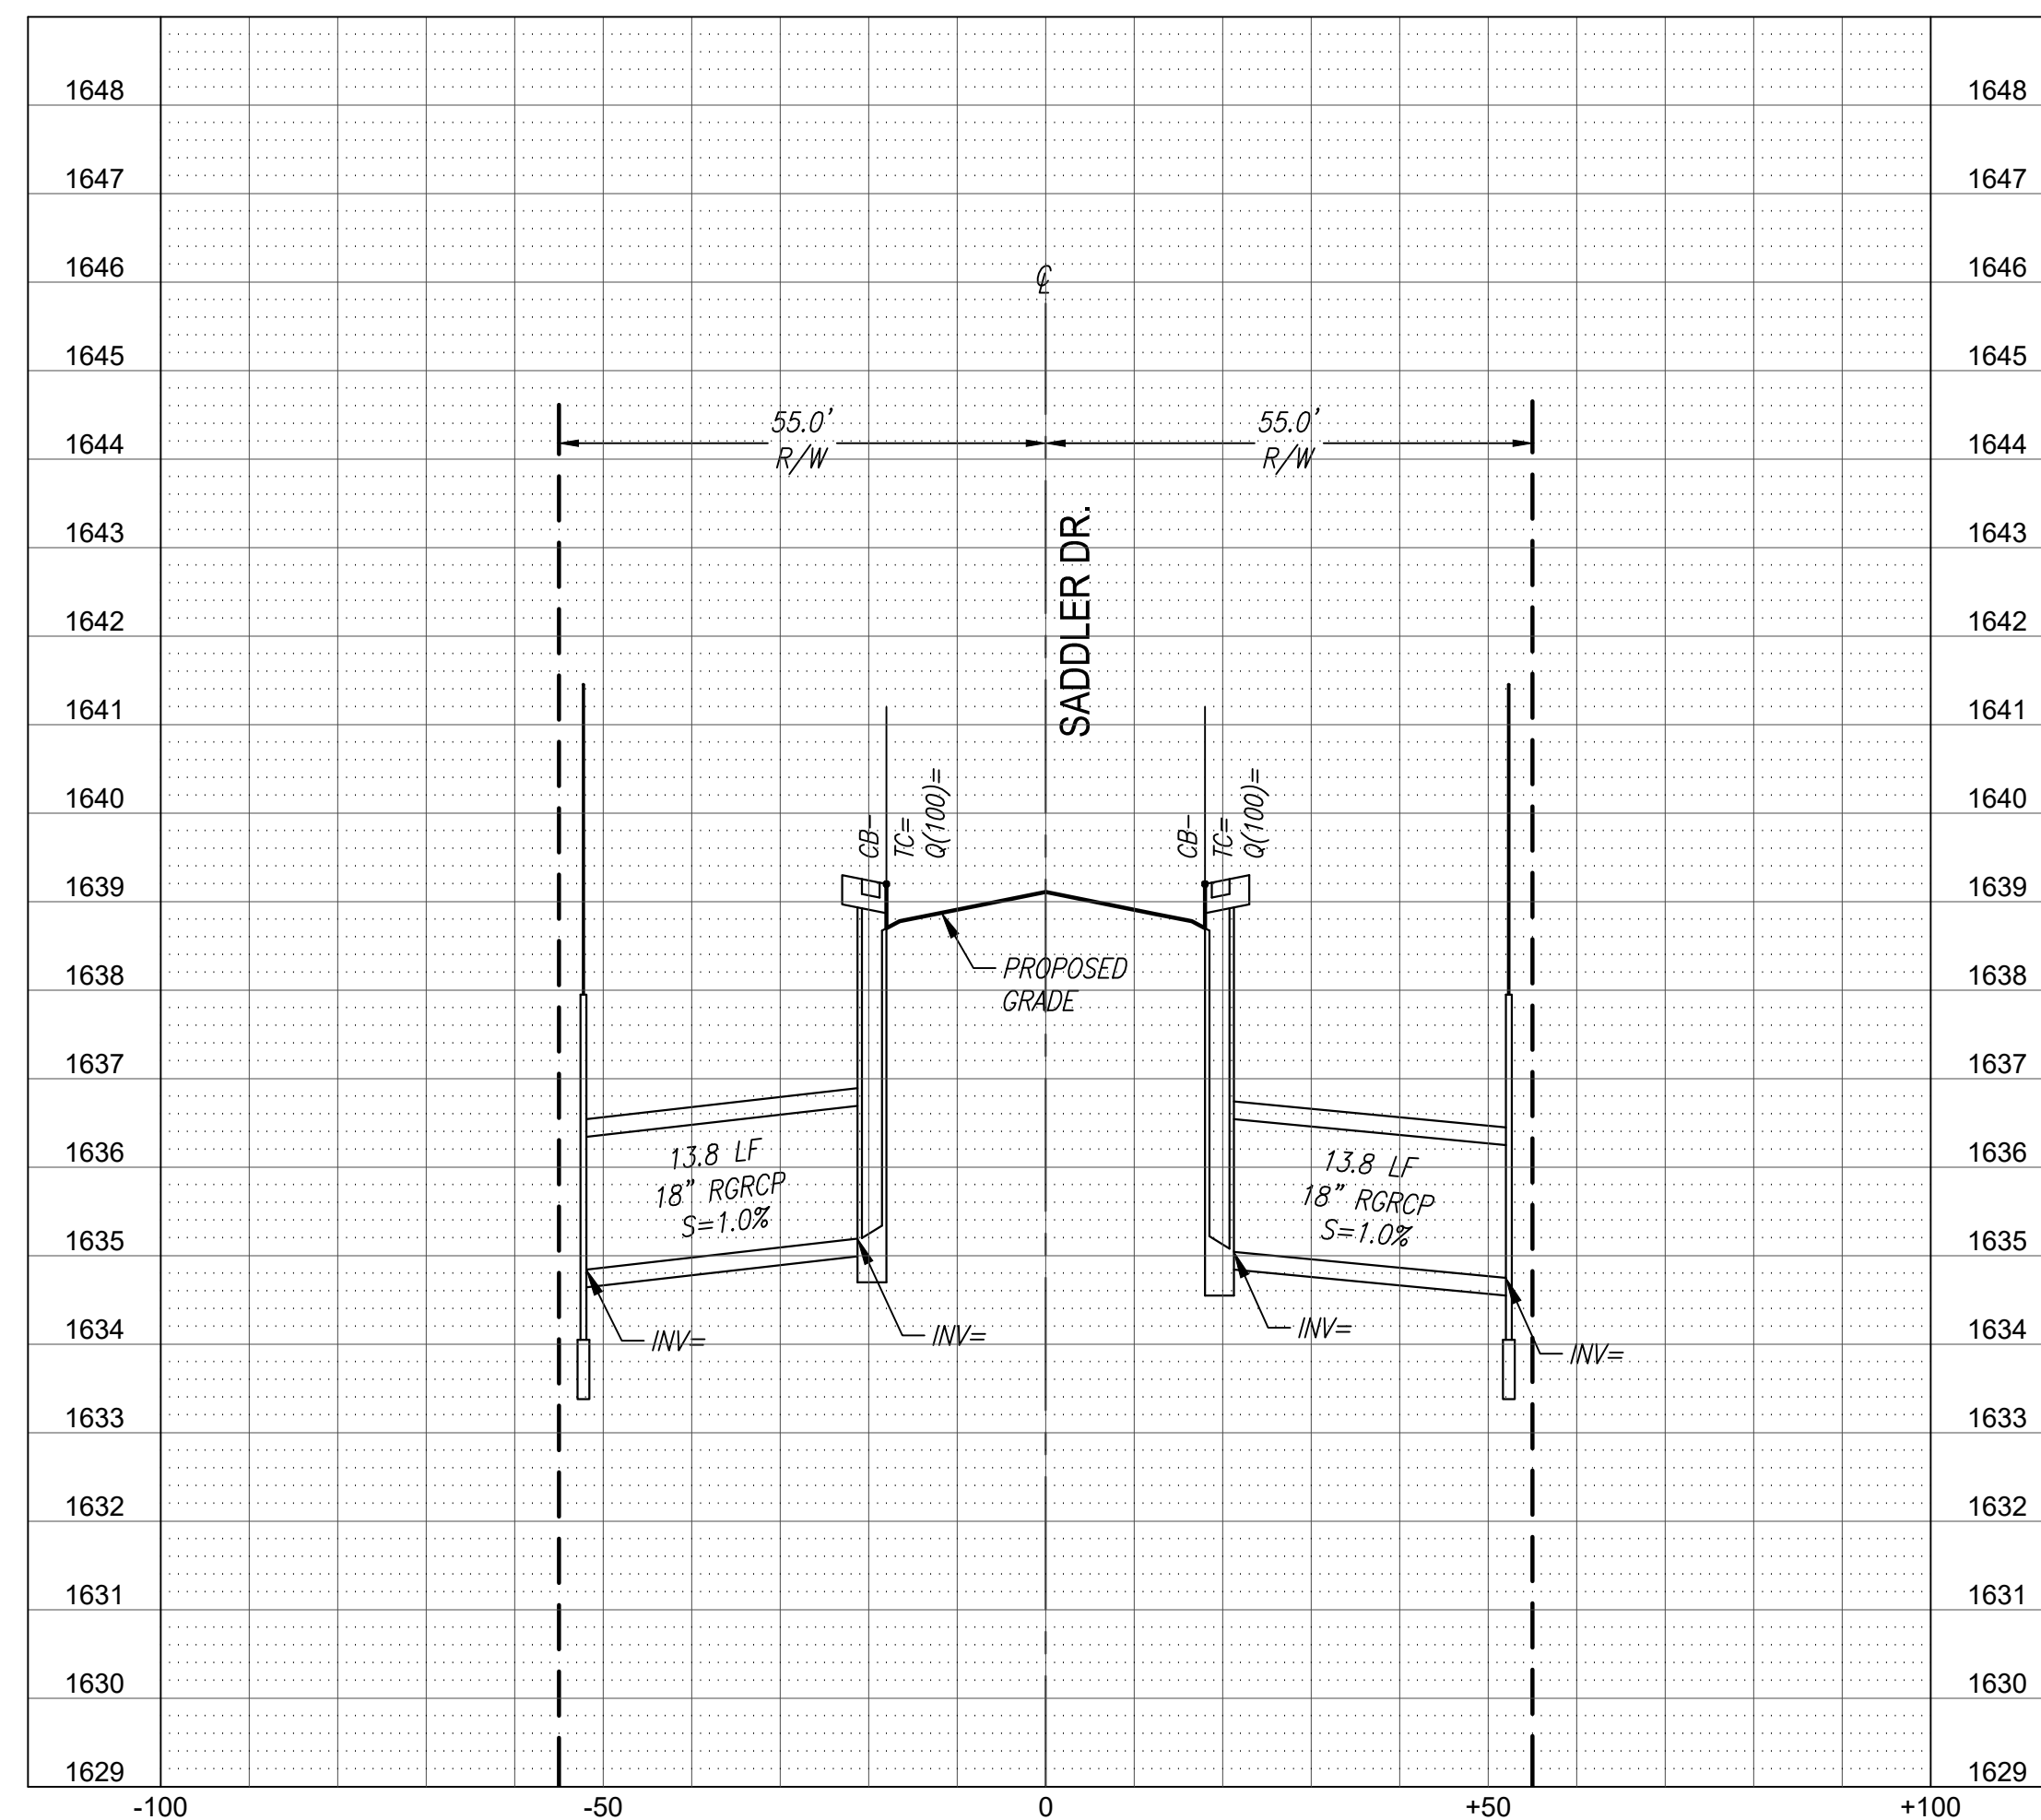 1648 1648
1647 1647
1646 1646
℄
1645 1645
55.0' 55.0'
1644 1644
R/W R/W
SADDLER DR.
1643 1643
1642 1642
1641 1641
1640 1640
CB-
TC=
Q(100)=
CB-
TC=
Q(100)=
1639 1639
1638 1638
PROPOSED
GRADE
1637 1637
1636 1636
13.8 LF
18" RGRCP
S=1.0%
13.8 LF
18" RGRCP
S=1.0%
1635 1635
1634 1634
INV= INV= INV= INV=
1633 1633
1632 1632
1631 1631
1630 1630
1629 1629
-100 -50 0 +50 +100